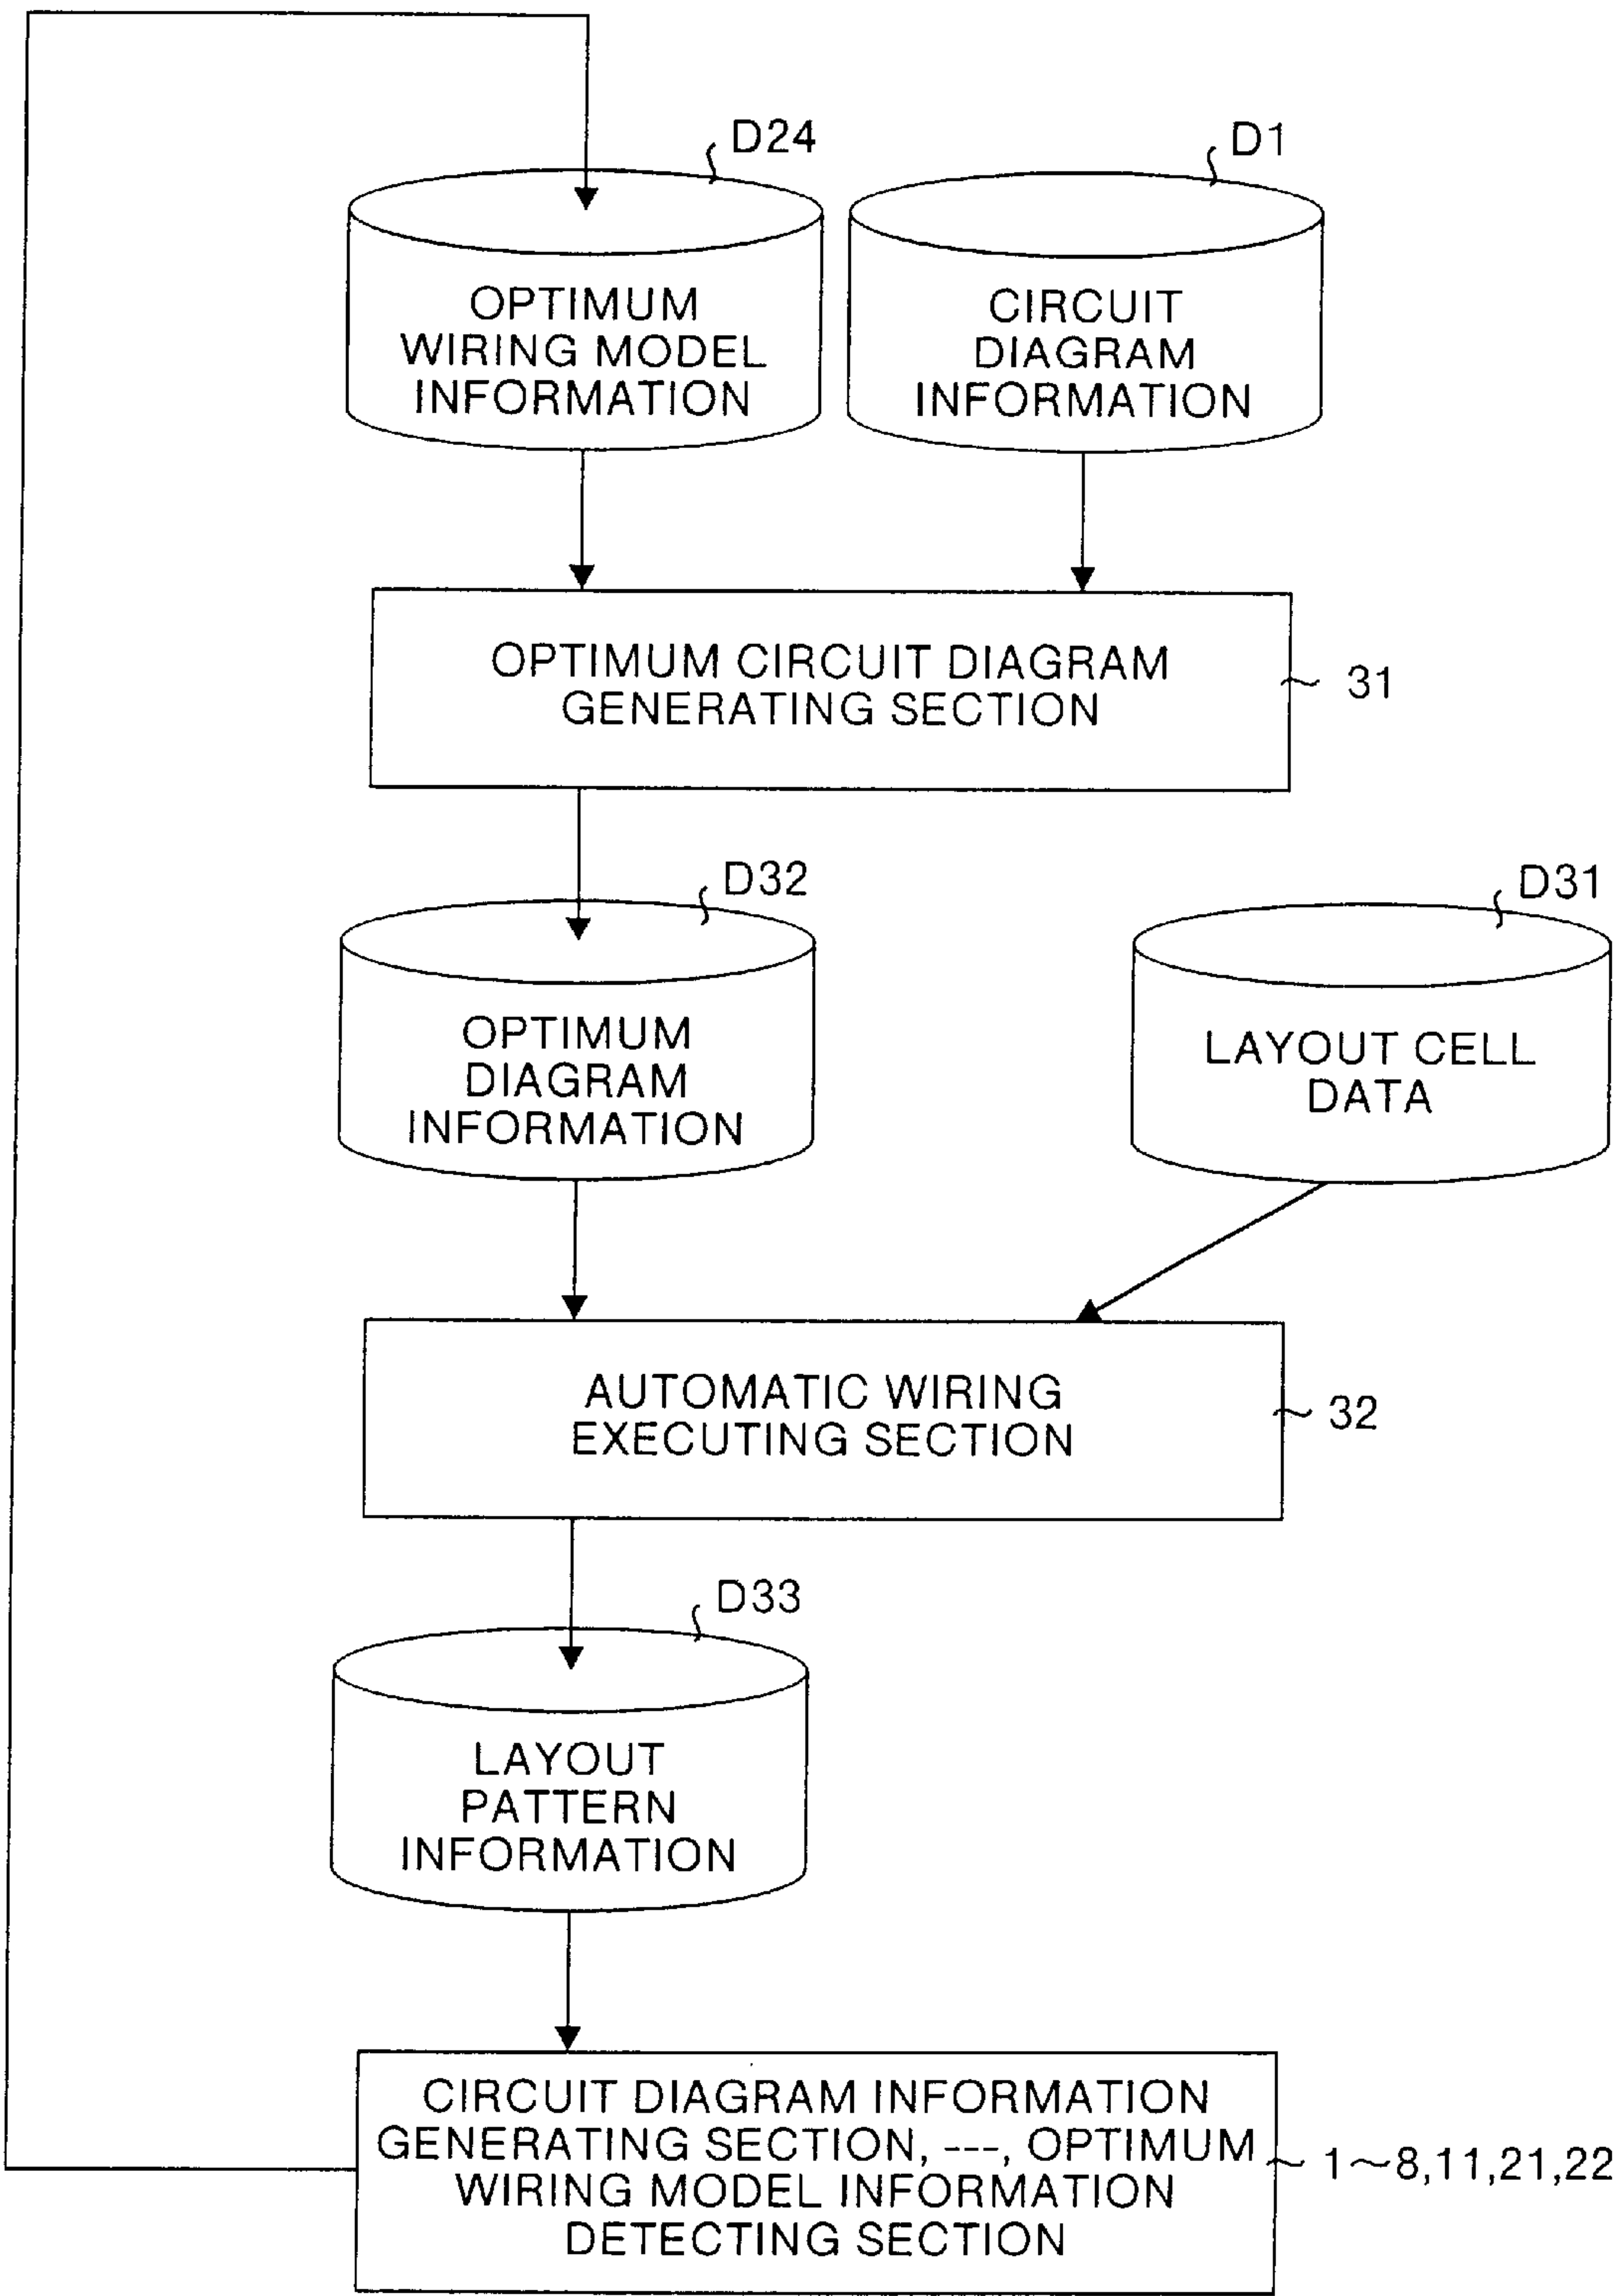 D24
D1
OPTIMUM
WIRING MODEL
INFORMATION
CIRCUIT
DIAGRAM
INFORMATION
OPTIMUM CIRCUIT DIAGRAM
GENERATING SECTION
31
D32
D31
OPTIMUM
DIAGRAM
INFORMATION
LAYOUT CELL
DATA
AUTOMATIC WIRING
EXECUTING SECTION
32
D33
LAYOUT
PATTERN
INFORMATION
CIRCUIT DIAGRAM INFORMATION
GENERATING SECTION, ---, OPTIMUM
WIRING MODEL INFORMATION
DETECTING SECTION
1~8,11,21,22